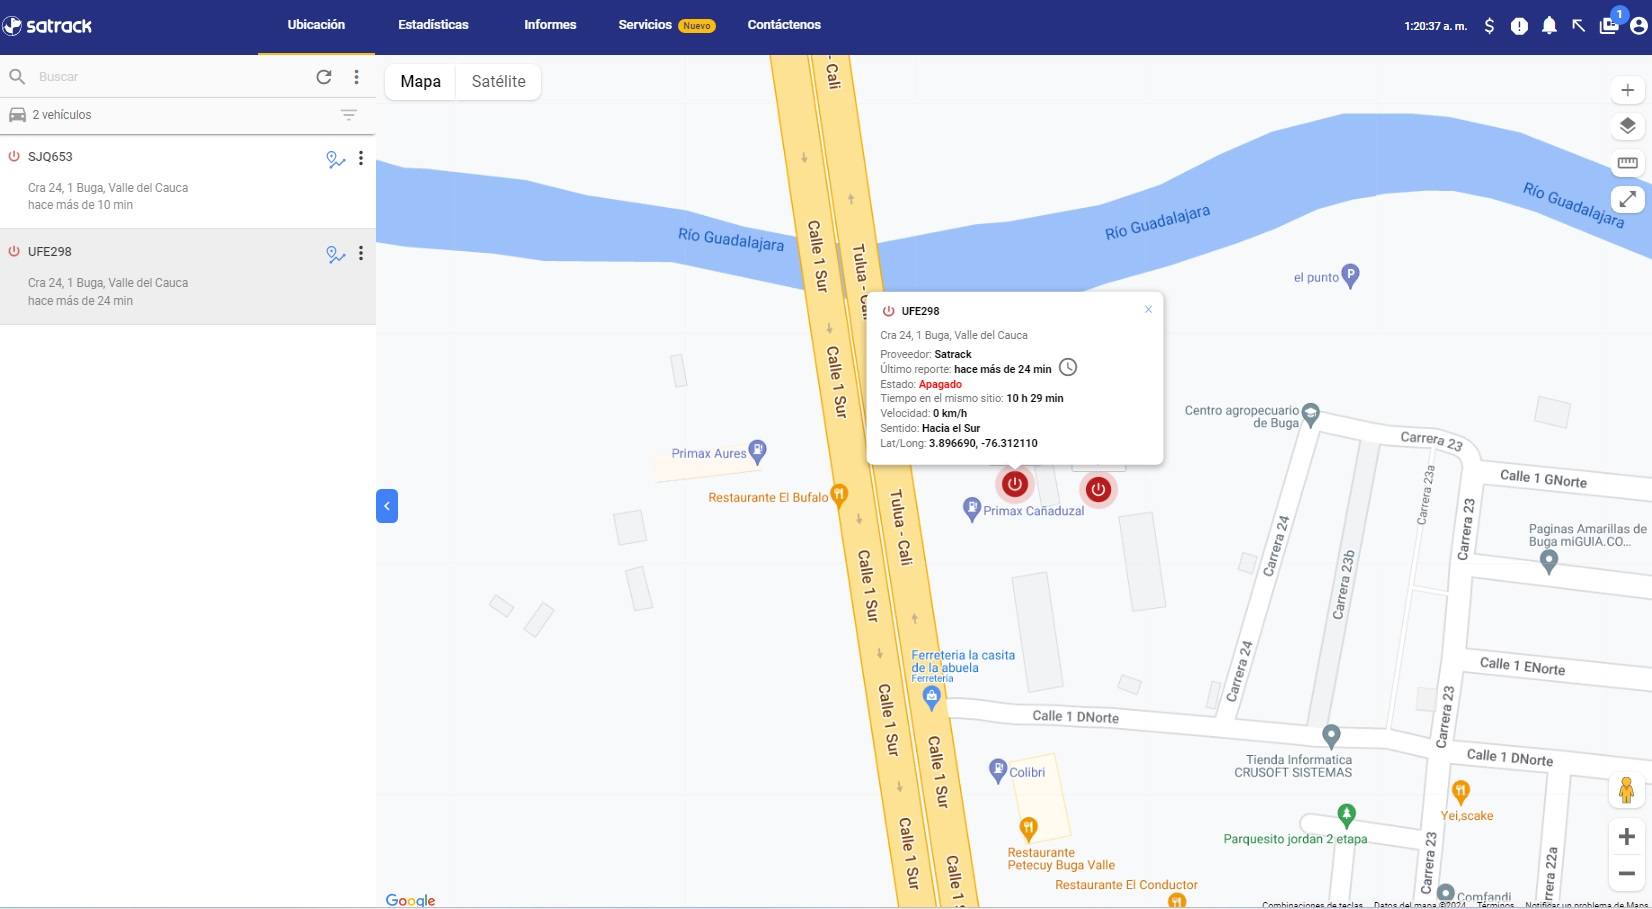 satrack
Ubicación
Estadísticas
Informes
Servicios Nuevo
Contáctenos
1:20:37 a. m.
1
Buscar
2 vehículos
SJQ653
Cra 24, 1 Buga, Valle del Cauca
hace más de 10 min
UFE298
Cra 24, 1 Buga, Valle del Cauca
hace más de 24 min
Mapa
Satélite
- Cali
Río Guadalajara
Río Guadalajara
Río Guadalajara
Calle 1 Sur
Tulua - Cali
el punto
UFE298
Cra 24, 1 Buga, Valle del Cauca
Proveedor: Satrack
Último reporte: hace más de 24 min
Estado: Apagado
Tiempo en el mismo sitio: 10 h 29 min
Velocidad: 0 km/h
Sentido: Hacia el Sur
Lat/Long: 3.896690, -76.312110
Calle 1 Sur
Centro agropecuario
de Buga
Carrera 23
Primax Aures
Calle 1 GNorte
Carrera 23a
Restaurante El Bufalo
Primax Cañaduzal
Tulua - Cali
Carrera 23
Carrera 24
Paginas Amarillas de
Buga miGUIA.CO...
Calle 1 Sur
Carrera 23b
Ferreteria la casita
de la abuela
Ferretería
Carrera 24
Calle 1 ENorte
Calle 1 Sur
Calle 1 DNorte
Carrera 23
Calle 1 Sur
Tienda Informatica
CRUSOFT SISTEMAS
Calle 1 DNorte
Colibri
Yei,scake
Parquesito jordan 2 etapa
Calle 1 Sur
Restaurante
Petecuy Buga Valle
Carrera 23
rrera 22a
Calle 1 S
Restaurante El Conductor
Comfandi
Google
Combinaciones de teclas
Datos del mapa ©2024
Términos
Notificar un problema de Maps